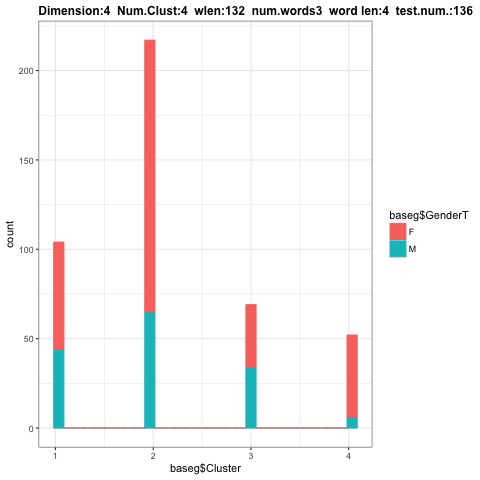 Dimension:4 Num.Clust:4 wlen:132 num.words3 word len:4 test.num.:136
200
150
100
50
0
count
1 2 3 4
baseg$Cluster
baseg$GenderT
F
M